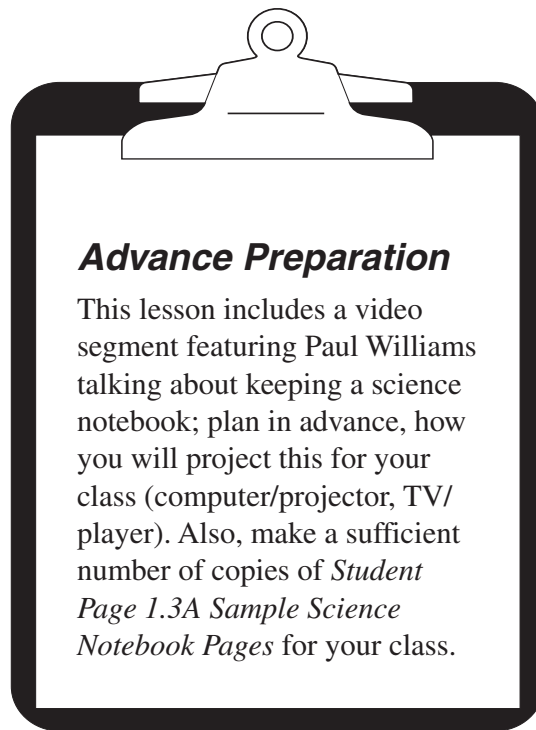 Advance Preparation
This lesson includes a video
segment featuring Paul Williams
talking about keeping a science
notebook; plan in advance, how
you will project this for your
class (computer/projector, TV/
player). Also, make a sufficient
number of copies of Student
Page 1.3A Sample Science
Notebook Pages for your class.